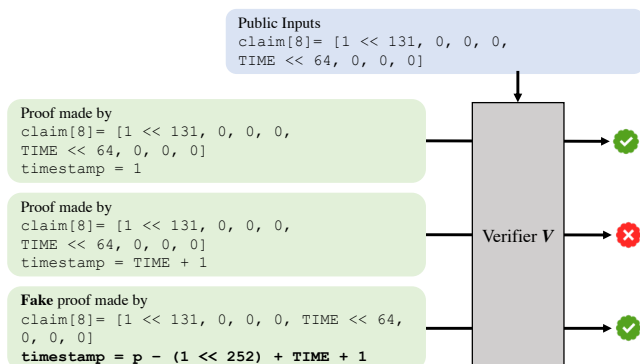 Public Inputs
claim[8]= [1 << 131, 0, 0, 0,
TIME << 64, 0, 0, 0]
Proof made by
claim[8]= [1 << 131, 0, 0, 0,
TIME << 64, 0, 0, 0]
timestamp = 1
Proof made by
claim[8]= [1 << 131, 0, 0, 0,
TIME << 64, 0, 0, 0]
timestamp = TIME + 1
Verifier V
Fake proof made by
claim[8]= [1 << 131, 0, 0, 0, TIME << 64,
0, 0, 0]
timestamp = p - (1 << 252) + TIME + 1